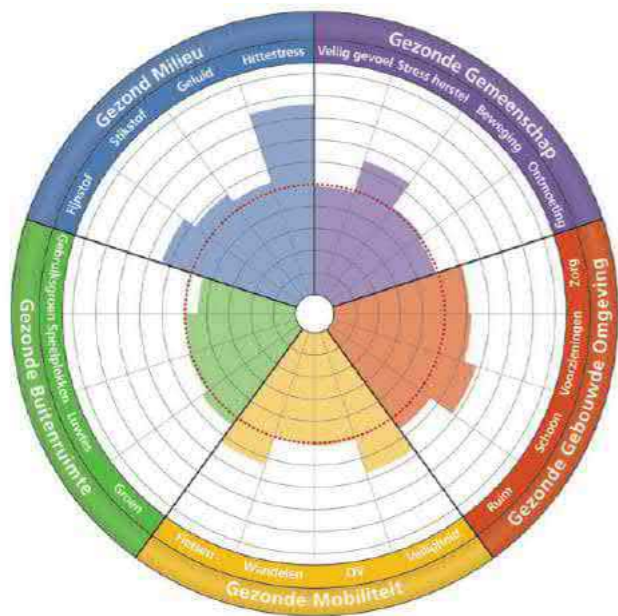 Gezond Milieu
Fijnstof
Stikstof
Geluid
Hittestress
Gezonde Gemeenschap
Veilig gevoel
Stress herstel
Beweging
Ontmoeting
Gezonde Gebouwde Omgeving
Zorg
Voorzieningen
Schoon
Ruim
Gezonde Mobiliteit
Fietsen
Wandelen
OV
Veiligheid
Gezonde Buitenruimte
Gebruiksgroen
Speelplekken
Luwtes
Groen